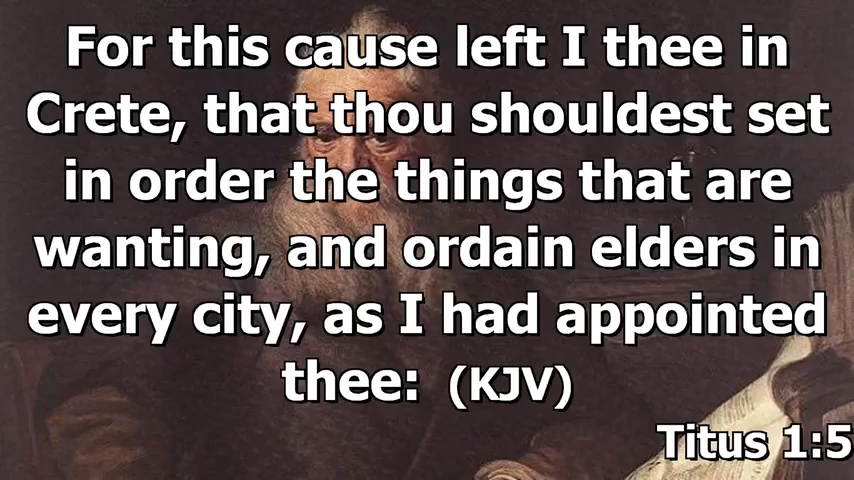 For this cause left I thee in
Crete, that thou shouldest set
in order the things that are
wanting, and ordain elders in
every city, as I had appointed
thee: (KJV)
Titus 1:5